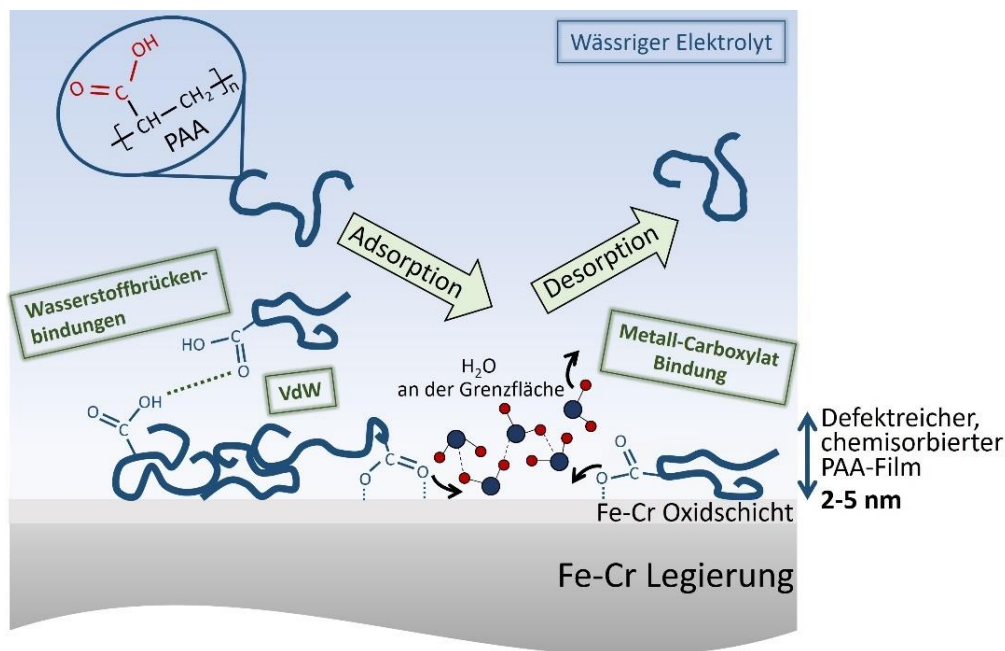 Wässriger Elektrolyt
OH
O
C
CH
CH2
n
PAA
Adsorption
Desorption
Wasserstoffbrücken-
bindungen
HO
C
O
VdW
H2O
an der Grenzfläche
Metall-Carboxylat
Bindung
O
OH
C
O
C
O
O
C
O
Defektreicher,
chemisorbierter
PAA-Film
2-5 nm
Fe-Cr Oxidschicht
Fe-Cr Legierung